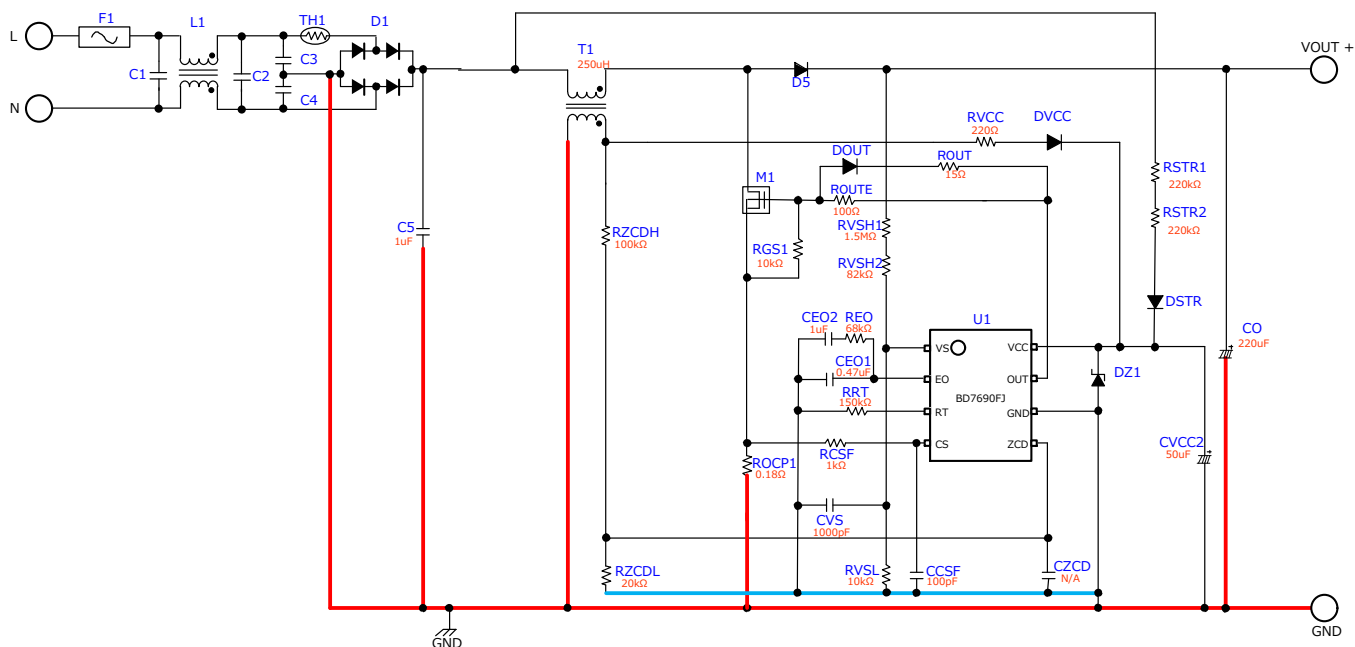 F1
L1
TH1
D1
L
C1
C2
C3
C4
N
T1
250uH
D5
VOUT +
RVCC
220Ω
DVCC
DOUT
ROUT
15Ω
M1
ROUTE
100Ω
RSTR1
220kΩ
RSTR2
220kΩ
C5
1uF
RZCDH
100kΩ
RGS1
10kΩ
RVSH1
1.5MΩ
RVSH2
82kΩ
DSTR
CEO2
1uF
REO
68kΩ
U1
CO
220uF
VS
VCC
CEO1
0.47uF
EO
OUT
DZ1
RRT
150kΩ
BD7690FJ
RT
GND
CS
ZCD
CVCC2
50uF
ROCP1
0.18Ω
RCSF
1kΩ
CVS
1000pF
RZCDL
20kΩ
RVSL
10kΩ
CCSF
100pF
CZCD
N/A
GND
GND